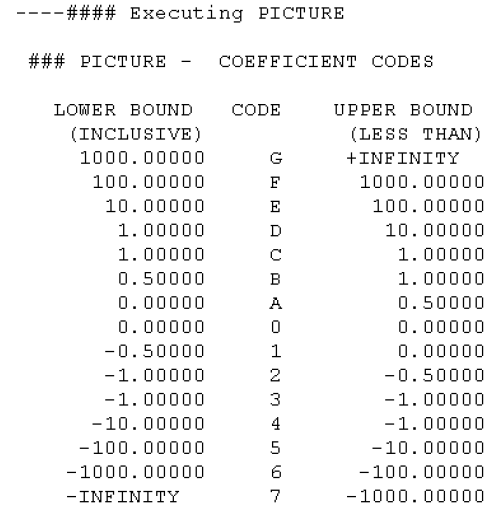 ----#### Executing PICTURE
### PICTURE - COEFFICIENT CODES
LOWER BOUND CODE UPPER BOUND
(INCLUSIVE) (LESS THAN)
1000.00000 G +INFINITY
100.00000 F 1000.00000
10.00000 E 100.00000
1.00000 D 10.00000
1.00000 C 1.00000
0.50000 B 1.00000
0.00000 A 0.50000
0.00000 0 0.00000
-0.50000 1 0.00000
-1.00000 2 -0.50000
-1.00000 3 -1.00000
-10.00000 4 -1.00000
-100.00000 5 -10.00000
-1000.00000 6 -100.00000
-INFINITY 7 -1000.00000